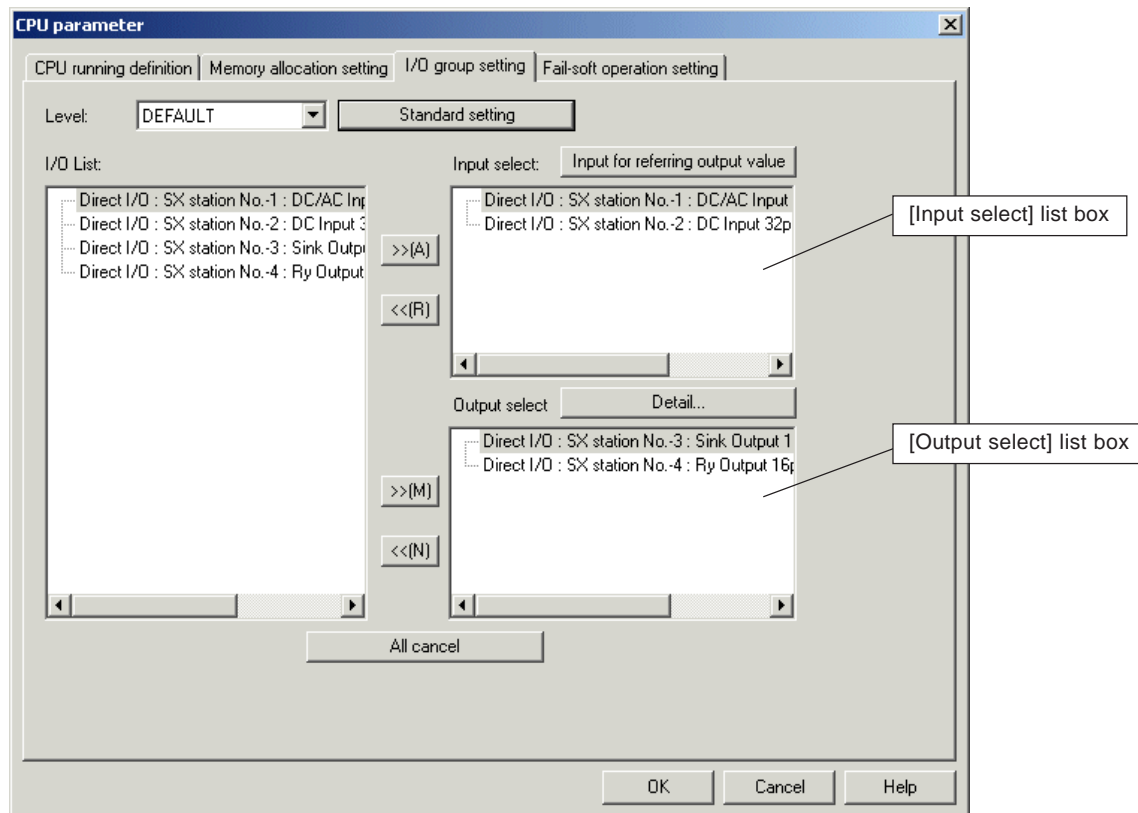 CPU parameter
CPU running definition
Memory allocation setting
I/O group setting
Fail-soft operation setting
Level:
DEFAULT
Standard setting
I/O List:
Direct I/O : SX station No.-1 : DC/AC Inp
Direct I/O : SX station No.-2 : DC Input 3
Direct I/O : SX station No.-3 : Sink Outpu
Direct I/O : SX station No.-4 : Ry Output
>>(A)
<<(R)
Input select:
Input for referring output value
Direct I/O : SX station No.-1 : DC/AC Input
Direct I/O : SX station No.-2 : DC Input 32p
[Input select] list box
Output select
Detail...
Direct I/O : SX station No.-3 : Sink Output 1
Direct I/O : SX station No.-4 : Ry Output 16p
[Output select] list box
>>(M)
<<(N)
All cancel
OK
Cancel
Help